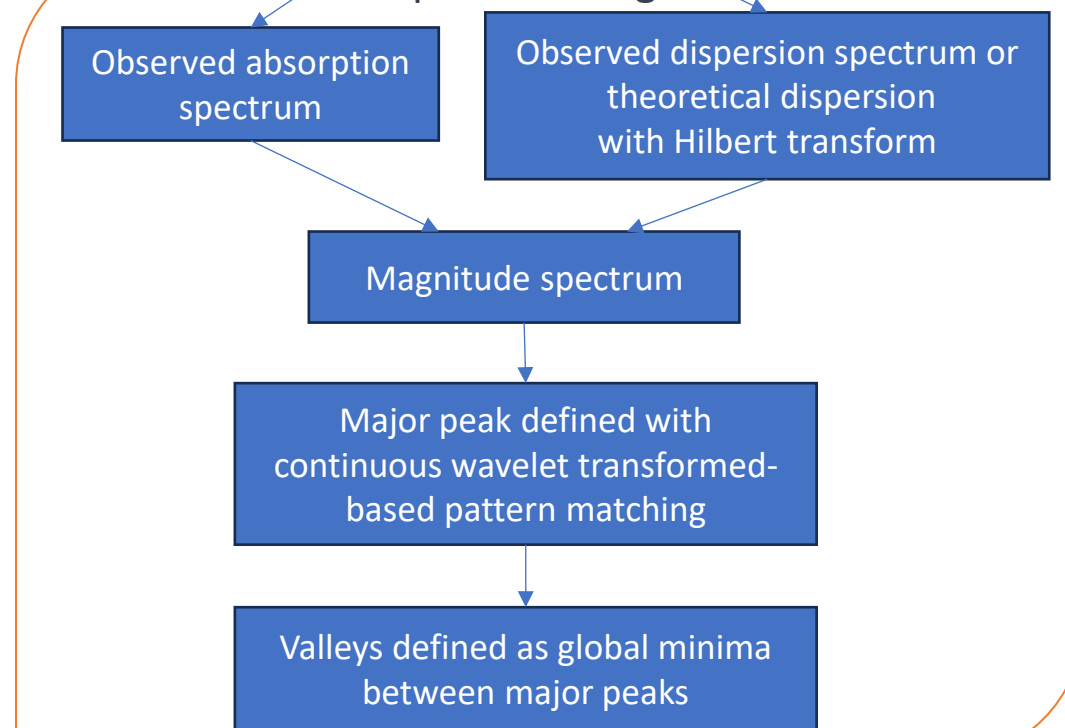 Observed absorption
spectrum
Observed dispersion spectrum or
theoretical dispersion
with Hilbert transform
Magnitude spectrum
Major peak defined with
continuous wavelet transformed-
based pattern matching
Valleys defined as global minima
between major peaks